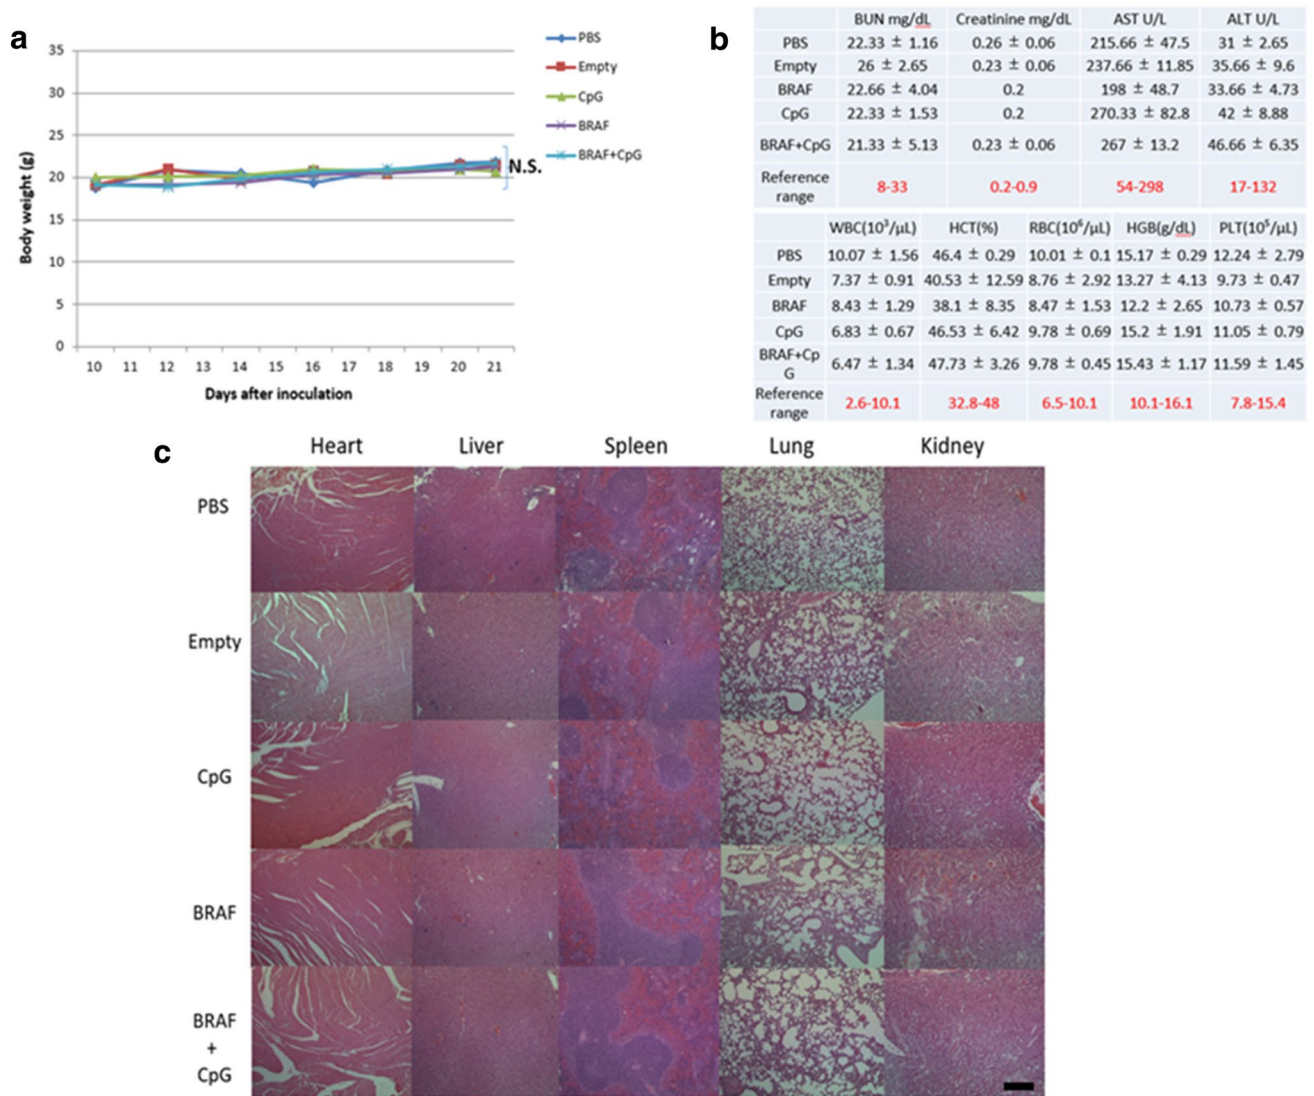 a
35
30
25
20
15
10
5
0
Body weight (g)
10 11 12 13 14 15 16 17 18 19 20 21
Days after inoculation
PBS
Empty
CpG
BRAF
BRAF+CpG
N.S.
b
BUN mg/dL Creatinine mg/dL AST U/L ALT U/L
PBS 22.33 ± 1.16 0.26 ± 0.06 215.66 ± 47.5 31 ± 2.65
Empty 26 ± 2.65 0.23 ± 0.06 237.66 ± 11.85 35.66 ± 9.6
BRAF 22.66 ± 4.04 0.2 198 ± 48.7 33.66 ± 4.73
CpG 22.33 ± 1.53 0.2 270.33 ± 82.8 42 ± 8.88
BRAF+CpG 21.33 ± 5.13 0.23 ± 0.06 267 ± 13.2 46.66 ± 6.35
Reference
range 8-33 0.2-0.9 54-298 17-132
WBC(10³/μL) HCT(%) RBC(10⁶/μL) HGB(g/dL) PLT(10⁵/μL)
PBS 10.07 ± 1.56 46.4 ± 0.29 10.01 ± 0.1 15.17 ± 0.29 12.24 ± 2.79
Empty 7.37 ± 0.91 40.53 ± 12.59 8.76 ± 2.92 13.27 ± 4.13 9.73 ± 0.47
BRAF 8.43 ± 1.29 38.1 ± 8.35 8.47 ± 1.53 12.2 ± 2.65 10.73 ± 0.57
CpG 6.83 ± 0.67 46.53 ± 6.42 9.78 ± 0.69 15.2 ± 1.91 11.05 ± 0.79
BRAF+Cp
G 6.47 ± 1.34 47.73 ± 3.26 9.78 ± 0.45 15.43 ± 1.17 11.59 ± 1.45
Reference
range 2.6-10.1 32.8-48 6.5-10.1 10.1-16.1 7.8-15.4
c
Heart Liver Spleen Lung Kidney
PBS
Empty
CpG
BRAF
BRAF
+
CpG